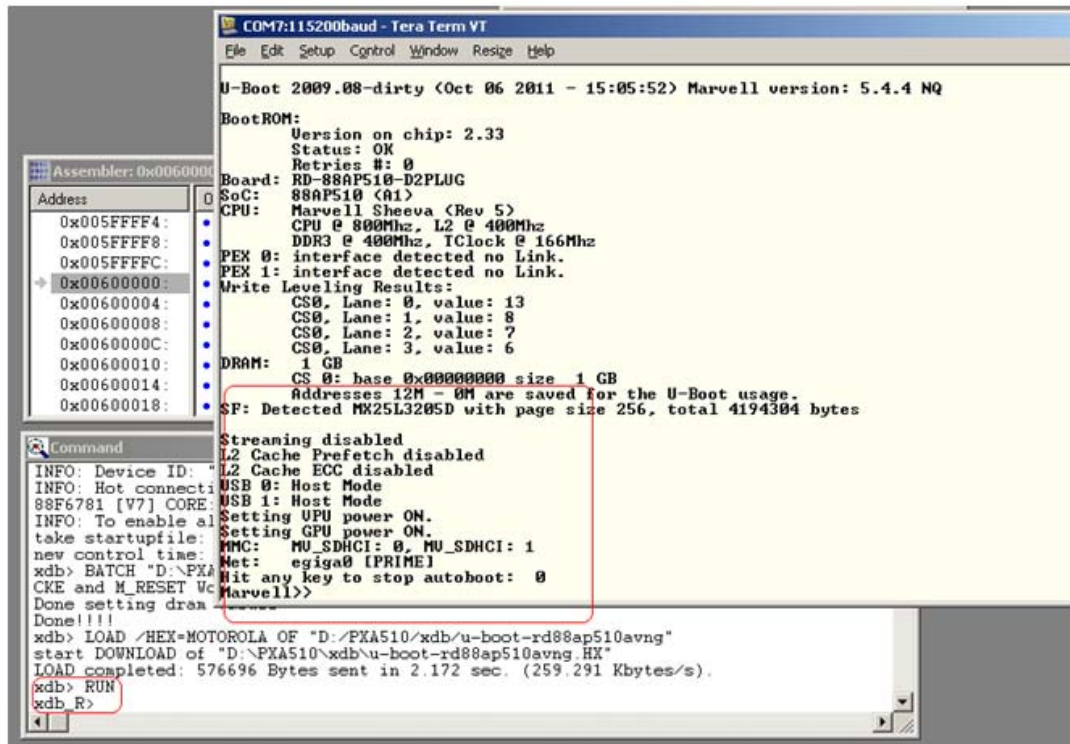 COM7:115200baud - Tera Term VT
File Edit Setup Control Window Resize Help
U-Boot 2009.08-dirty (Oct 06 2011 - 15:05:52) Marvell version: 5.4.4 NQ
BootROM:
Version on chip: 2.33
Status: OK
Retries #: 0
Board: RD-88AP510-D2PLUG
SoC: 88AP510 (A1)
CPU: Marvell Sheeva (Rev 5)
CPU @ 800Mhz, L2 @ 400Mhz
DDR3 @ 400Mhz, TClock @ 166Mhz
PEX 0: interface detected no Link.
PEX 1: interface detected no Link.
Write Leveling Results:
CS0, Lane: 0, value: 13
CS0, Lane: 1, value: 8
CS0, Lane: 2, value: 7
CS0, Lane: 3, value: 6
DRAM: 1 GB
CS 0: base 0x00000000 size 1 GB
Addresses 12M - 0M are saved for the U-Boot usage.
SF: Detected MX25L3205D with page size 256, total 4194304 bytes
Streaming disabled
L2 Cache Prefetch disabled
L2 Cache ECC disabled
USB 0: Host Mode
USB 1: Host Mode
Setting VPU power ON.
Setting GPU power ON.
MMC: MV_SDHCI: 0, MV_SDHCI: 1
Net: egiga0 [PRIME]
Hit any key to stop autoboot: 0
Marvell>>
Assembler: 0x006000
Address
0x005FFFF4:
0x005FFFF8:
0x005FFFFC:
0x00600000:
0x00600004:
0x00600008:
0x0060000C:
0x00600010:
0x00600014:
0x00600018:
Command
INFO: Device ID: "
INFO: Hot connecti
88F6781 [V7] CORE:
INFO: To enable al
take startupfile:
new control time:
xdb> BATCH "D:\PXA
CKE and M_RESET Wo
Done setting dram
Done!!!!
xdb> LOAD /HEX=MOTOROLA OF "D:/PXA510/xdb/u-boot-rd88ap510avng"
start DOWNLOAD of "D:\PXA510\xdb\u-boot-rd88ap510avng.HX"
LOAD completed: 576696 Bytes sent in 2.172 sec. (259.291 Kbytes/s).
xdb> RUN
xdb_R>